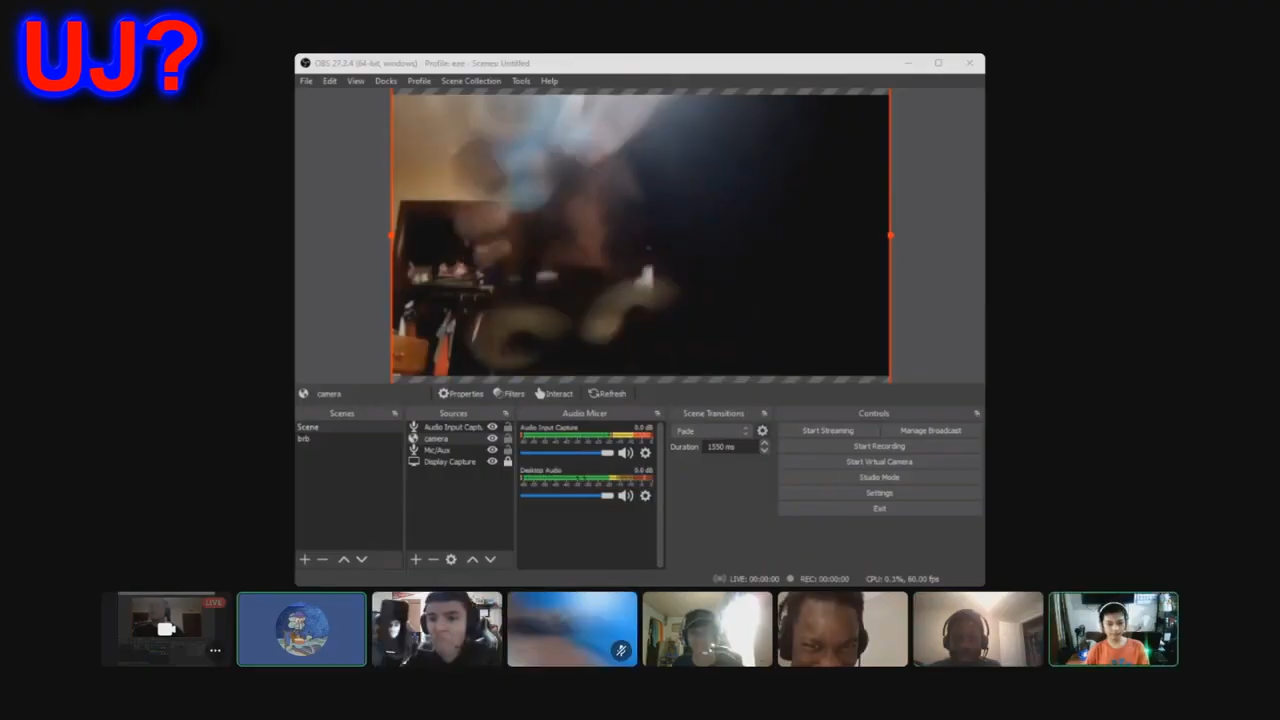 UJ?
OBS 27.2.4 (64-bit, windows) - Profile: eee - Scenes: Untitled
File Edit View Docks Profile Scene Collection Tools Help
camera Properties Filters Interact Refresh
Scenes Sources Audio Mixer Scene Transitions Controls
Scene
brb
Audio Input Capt.
camera
Mic/Aux
Display Capture
Audio Input Capture 0.0 dB
Desktop Audio 0.0 dB
Fade
Duration 1550 ms
Start Streaming Manage Broadcast
Start Recording
Start Virtual Camera
Studio Mode
Settings
Exit
LIVE: 00:00:00 REC: 00:00:00 CPU: 0.3%, 60.00 fps
LIVE